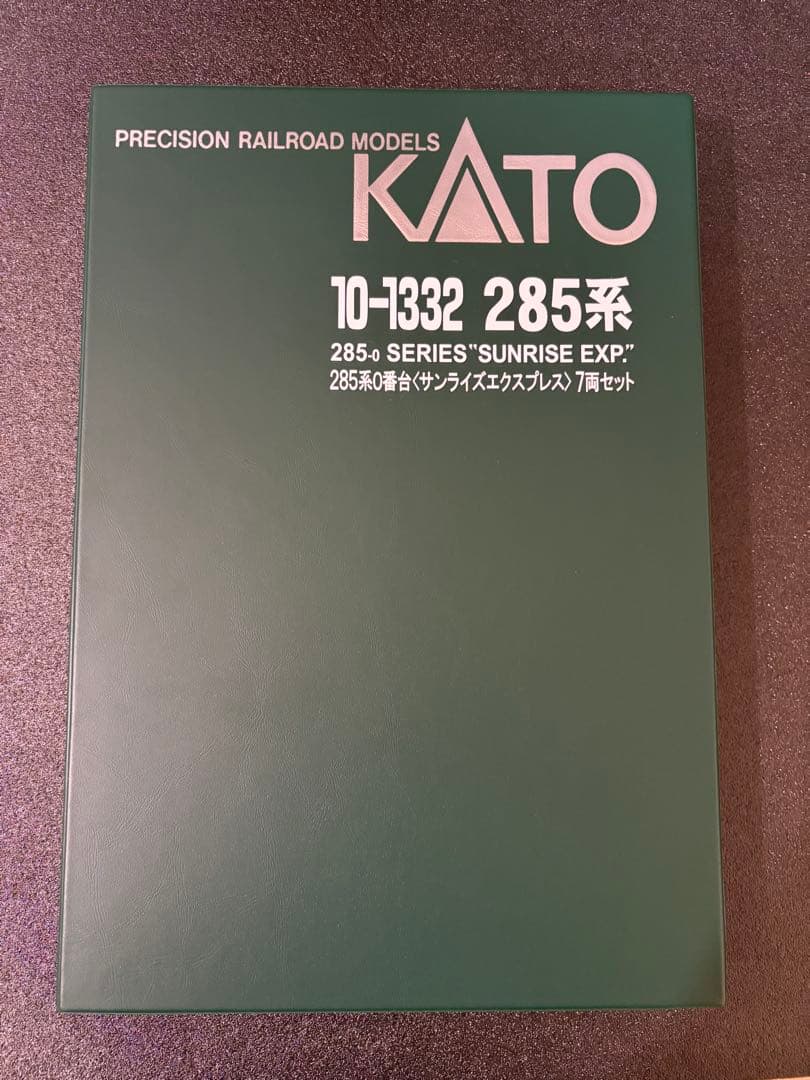 PRECISION RAILROAD MODELS
KATO
10-1332 285系
285-0 SERIES "SUNRISE EXP."
285系0番台〈サンライズエクスプレス〉7両セット